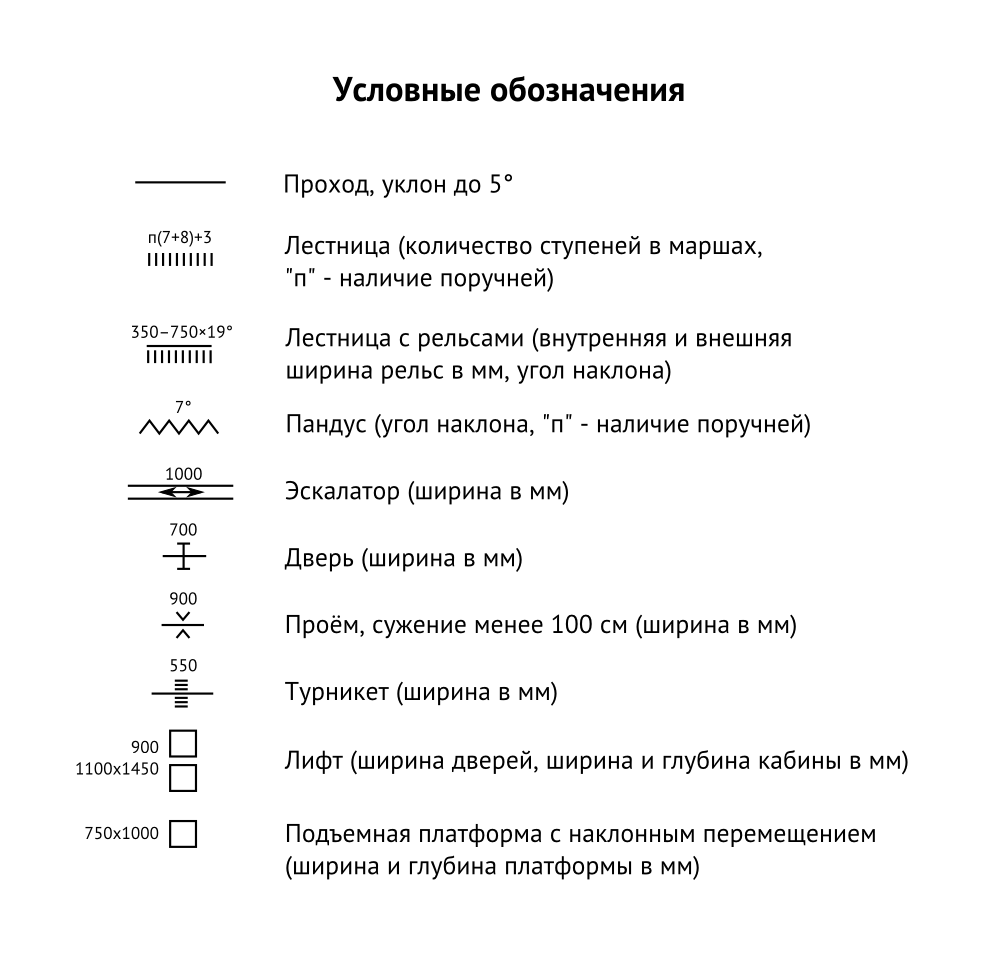 Условные обозначения
Проход, уклон до 5°
п(7+8)+3
Лестница (количество ступеней в маршах,
"п" - наличие поручней)
350–750×19°
Лестница с рельсами (внутренняя и внешняя
ширина рельс в мм, угол наклона)
7°
Пандус (угол наклона, "п" - наличие поручней)
1000
Эскалатор (ширина в мм)
700
Дверь (ширина в мм)
900
Проём, сужение менее 100 см (ширина в мм)
550
Турникет (ширина в мм)
900
1100x1450
Лифт (ширина дверей, ширина и глубина кабины в мм)
750x1000
Подъемная платформа с наклонным перемещением
(ширина и глубина платформы в мм)